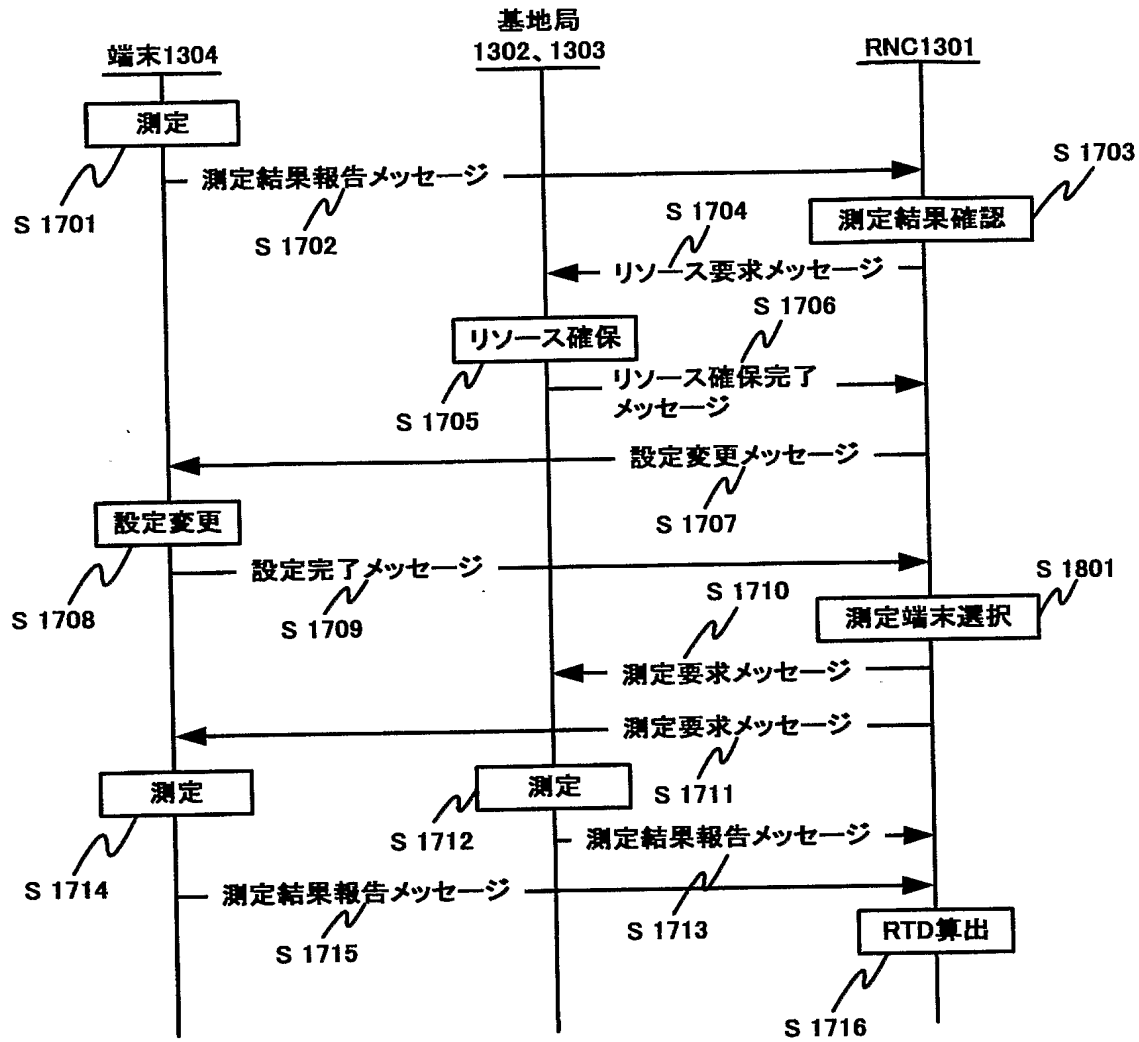 端末1304
基地局
1302、1303
RNC1301
測定
S 1701
測定結果報告メッセージ
S 1702
S 1703
測定結果確認
S 1704
リソース要求メッセージ
リソース確保
S 1705
S 1706
リソース確保完了
メッセージ
設定変更メッセージ
S 1707
設定変更
S 1708
設定完了メッセージ
S 1709
S 1801
測定端末選択
S 1710
測定要求メッセージ
測定要求メッセージ
S 1711
測定
S 1714
測定
S 1712
測定結果報告メッセージ
S 1713
測定結果報告メッセージ
S 1715
RTD算出
S 1716